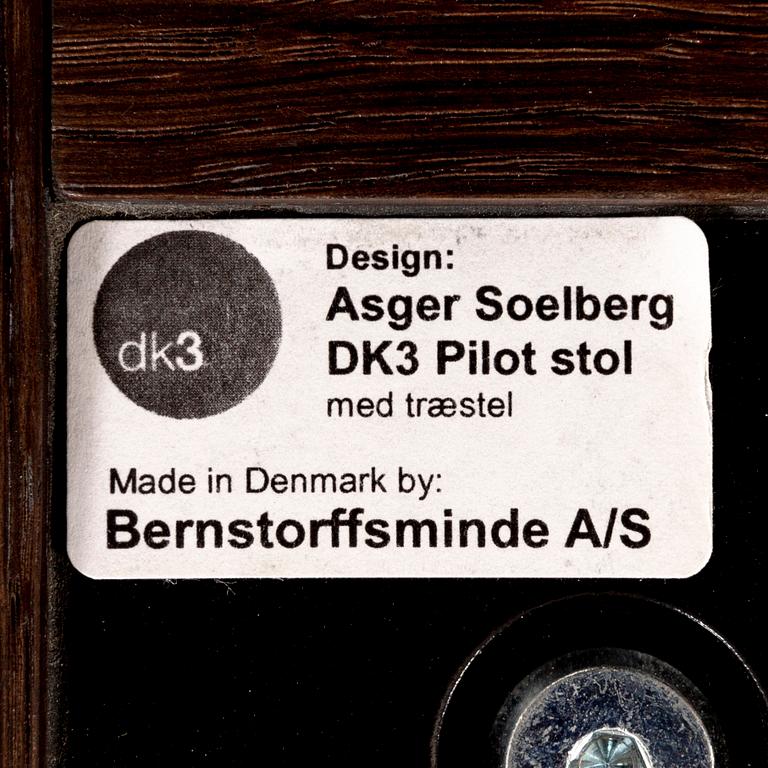 dk3
Design:
Asger Soelberg
DK3 Pilot stol
med træstel
Made in Denmark by:
Bernstorffsminde A/S